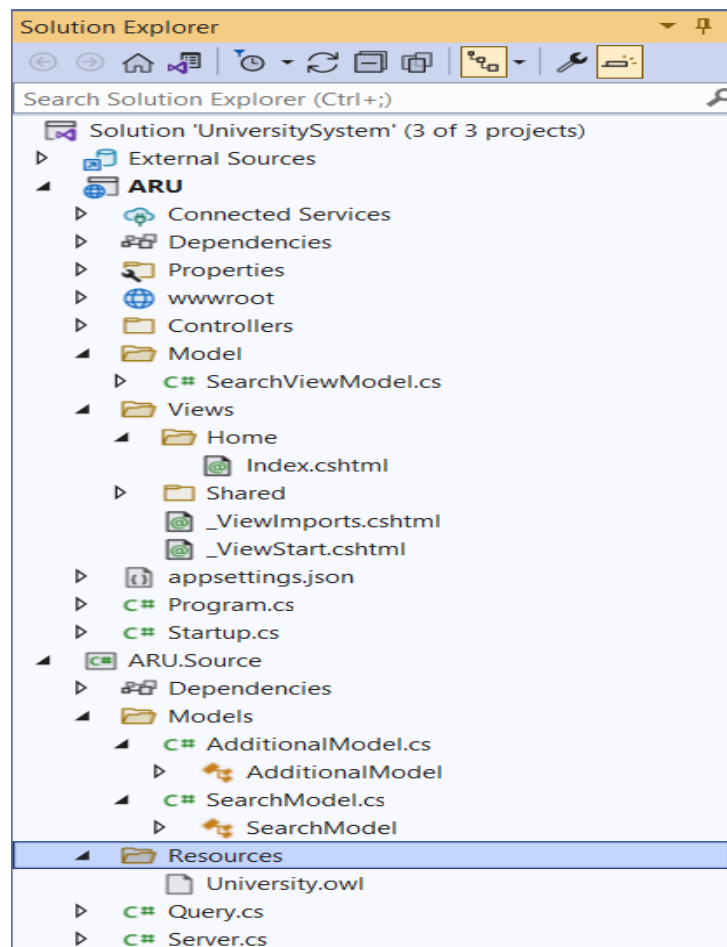 Solution Explorer
Search Solution Explorer (Ctrl+;)
Solution 'UniversitySystem' (3 of 3 projects)
External Sources
ARU
Connected Services
Dependencies
Properties
wwwroot
Controllers
Model
C# SearchViewModel.cs
Views
Home
Index.cshtml
Shared
_ViewImports.cshtml
_ViewStart.cshtml
appsettings.json
C# Program.cs
C# Startup.cs
C# ARU.Source
Dependencies
Models
C# AdditionalModel.cs
AdditionalModel
C# SearchModel.cs
SearchModel
Resources
University.owl
C# Query.cs
C# Server.cs